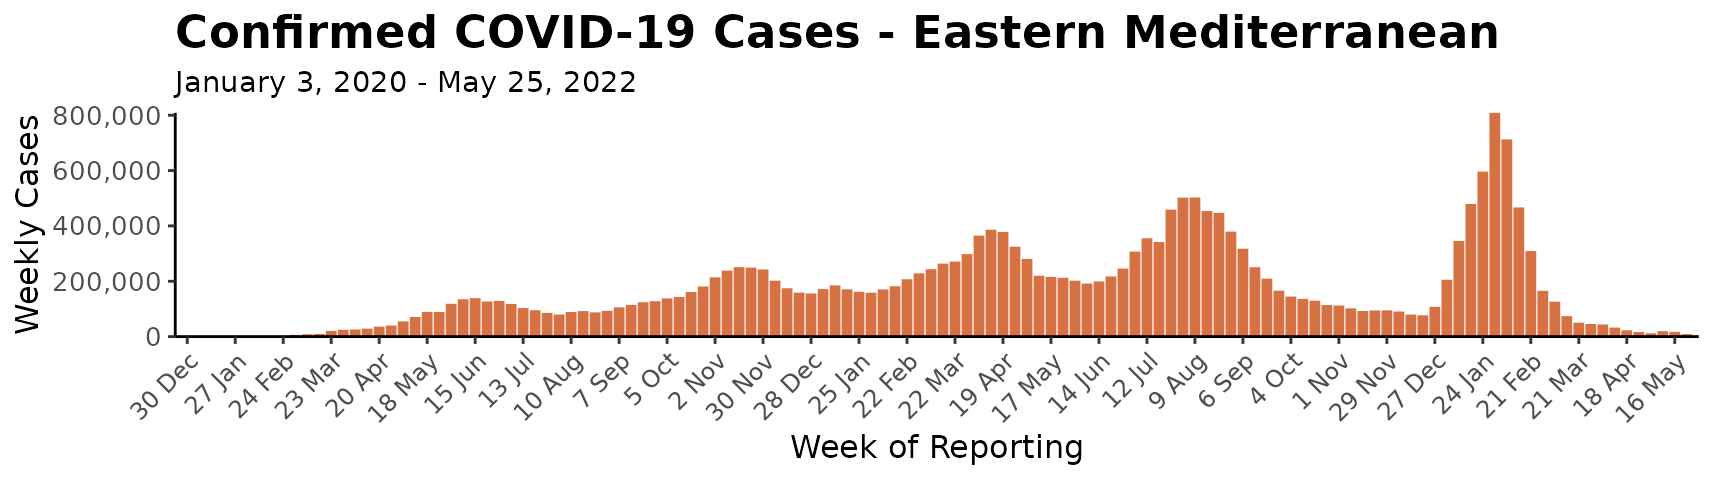 Confirmed COVID-19 Cases - Eastern Mediterranean
January 3, 2020 - May 25, 2022
Weekly Cases
800,000
600,000
400,000
200,000
0
30 Dec
27 Jan
24 Feb
23 Mar
20 Apr
18 May
15 Jun
13 Jul
10 Aug
7 Sep
5 Oct
2 Nov
30 Nov
28 Dec
25 Jan
22 Feb
22 Mar
19 Apr
17 May
14 Jun
12 Jul
9 Aug
6 Sep
4 Oct
1 Nov
29 Nov
27 Dec
24 Jan
21 Feb
21 Mar
18 Apr
16 May
Week of Reporting